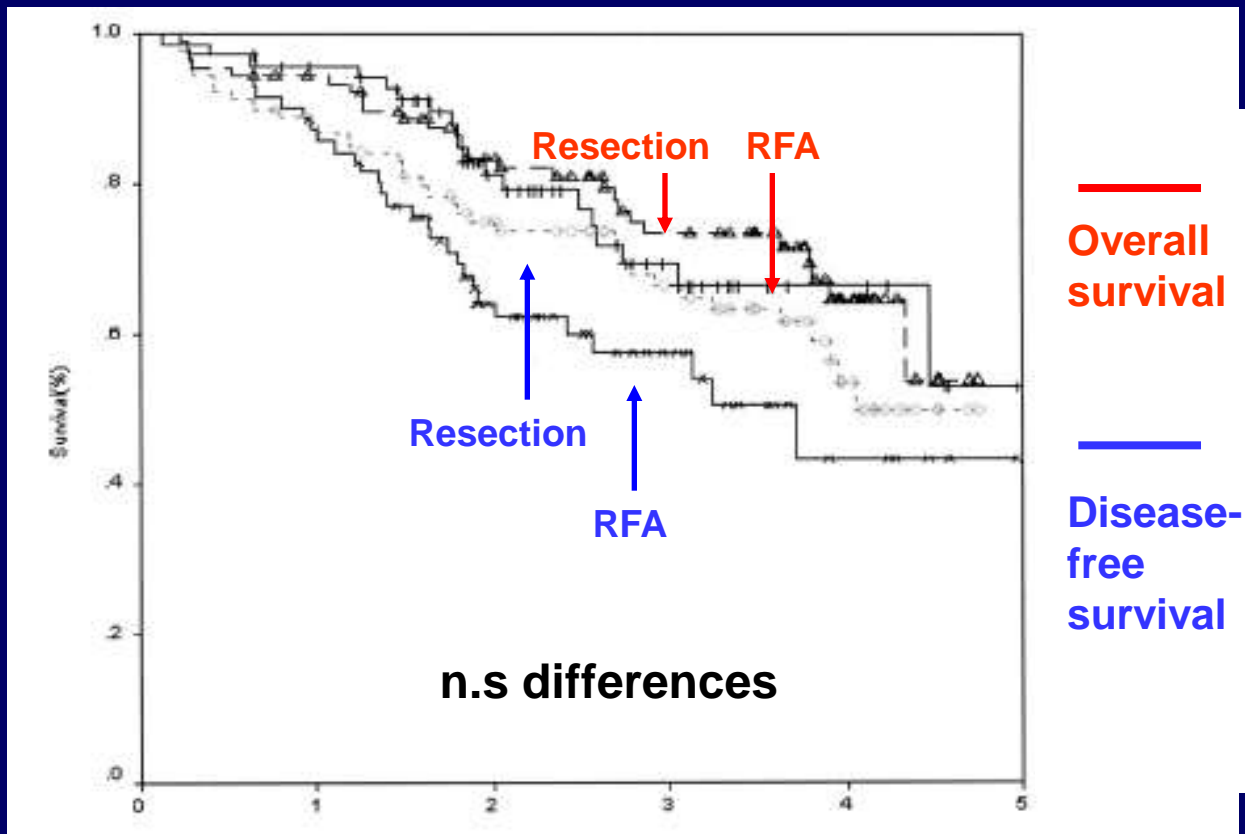 1.0
.8
.6
.4
.2
.0
Survival(%)
0 1 2 3 4 5
Resection RFA
Resection
RFA
n.s differences
Overall
survival
Disease-
free
survival